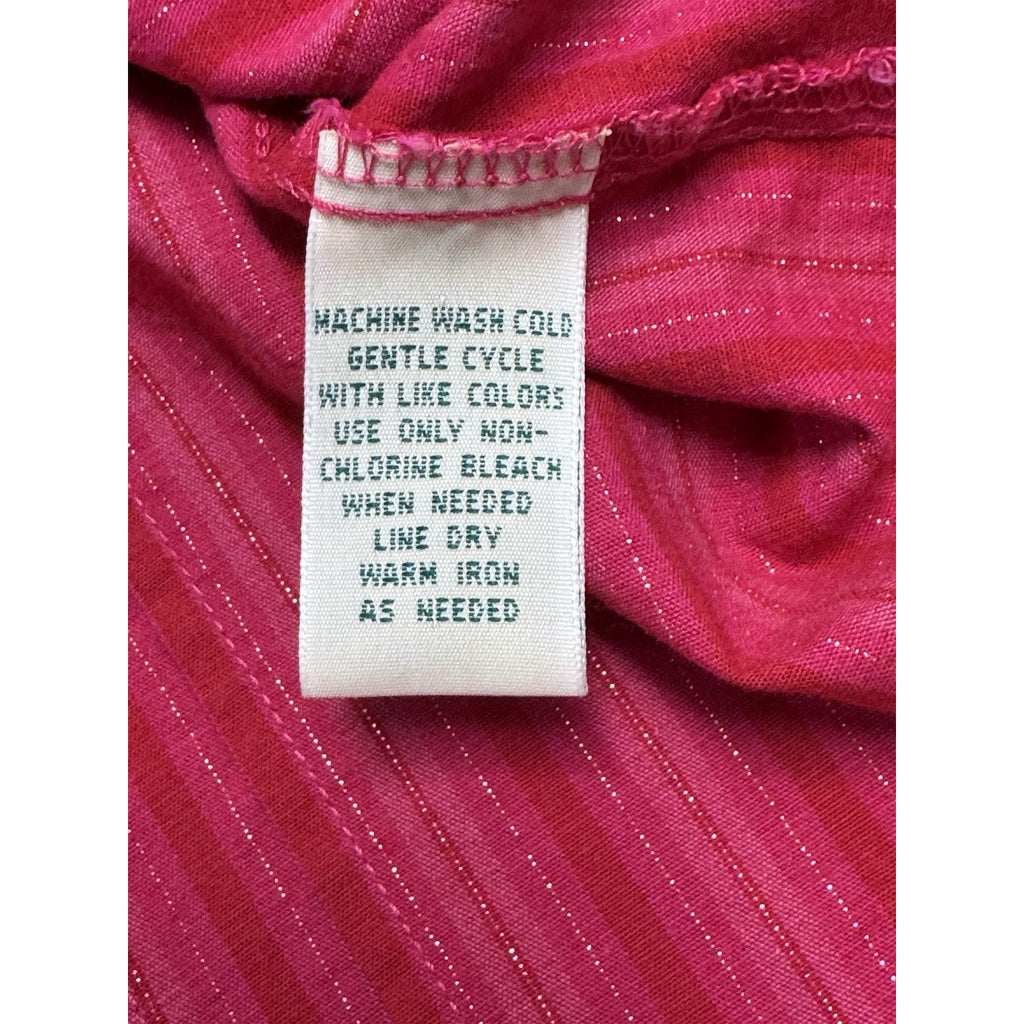 MACHINE WASH COLD
GENTLE CYCLE
WITH LIKE COLORS
USE ONLY NON-
CHLORINE BLEACH
WHEN NEEDED
LINE DRY
WARM IRON
AS NEEDED